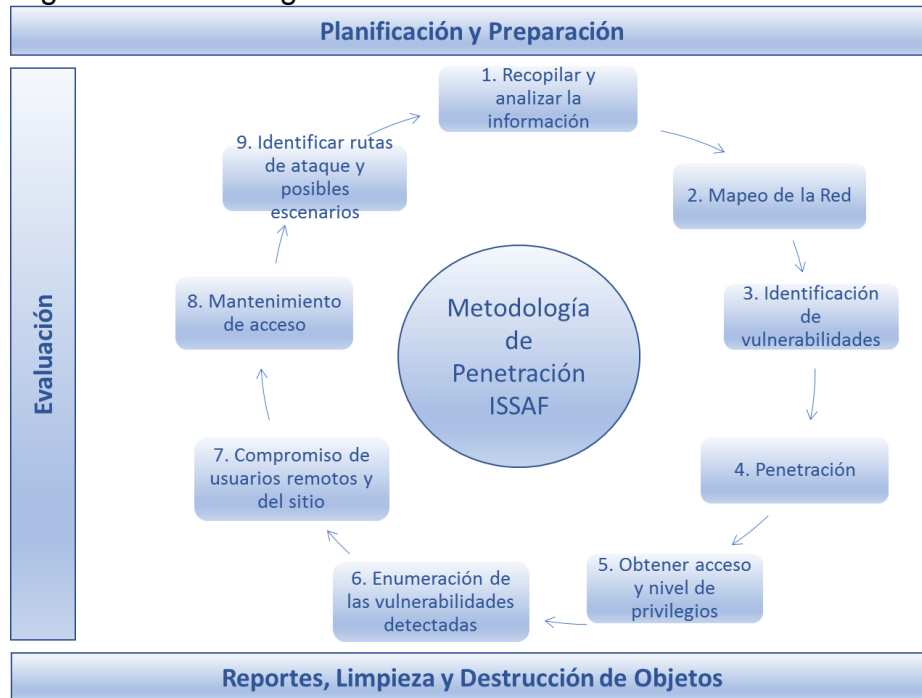 Planificación y Preparación
1. Recopilar y
analizar la
información
2. Mapeo de la Red
3. Identificación
de
vulnerabilidades
4. Penetración
5. Obtener acceso
y nivel de
privilegios
6. Enumeración de
las vulnerabilidades
detectadas
7. Compromiso de
usuarios remotos y
del sitio
8. Mantenimiento
de acceso
9. Identificar rutas
de ataque y
posibles
escenarios
Metodología
de
Penetración
ISSAF
Evaluación
Reportes, Limpieza y Destrucción de Objetos